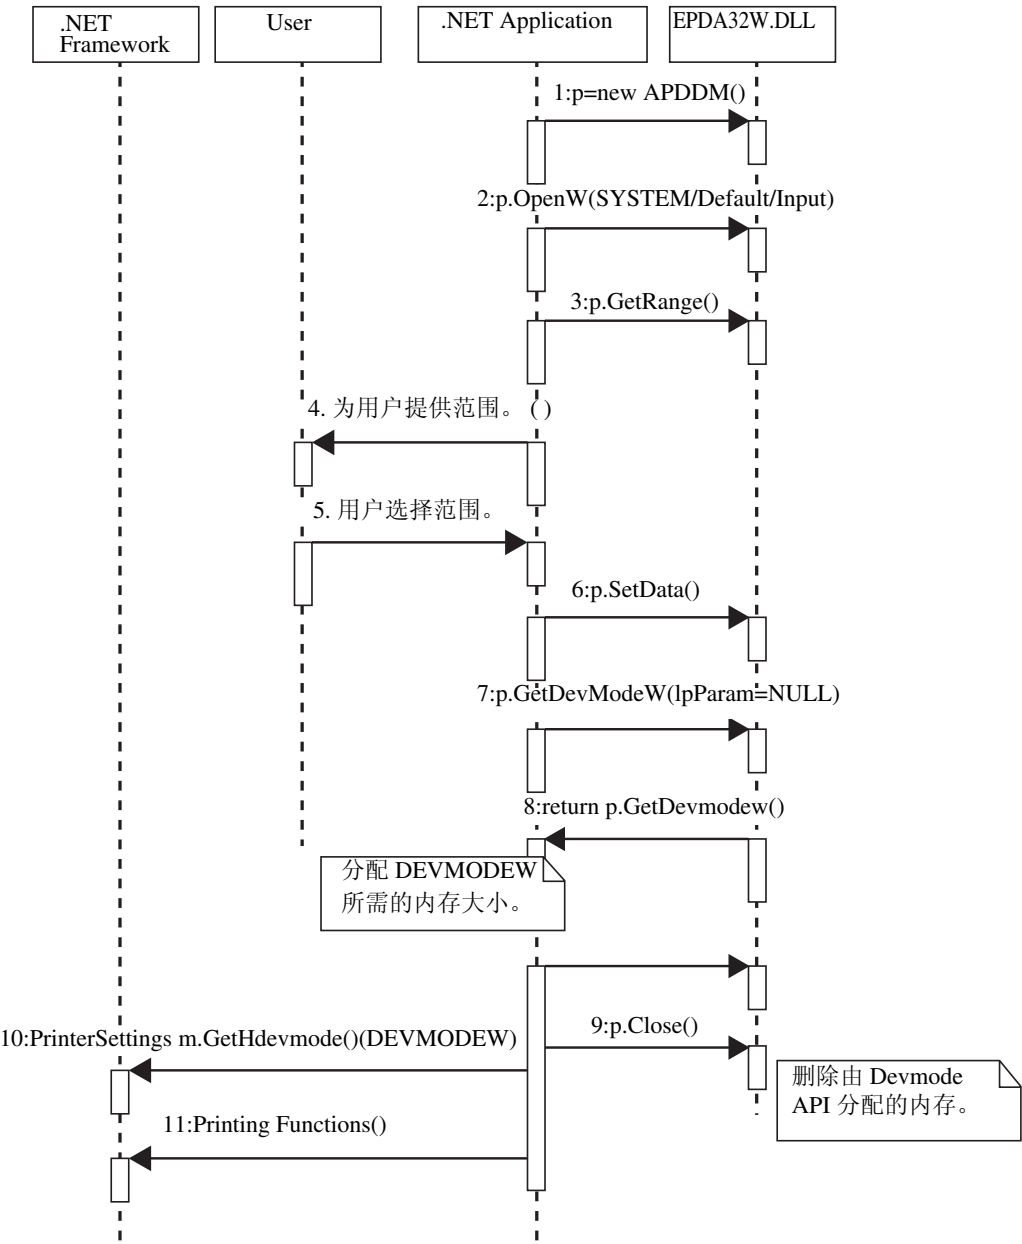 .NET
Framework
User
.NET Application
EPDA32W.DLL
1:p=new APDDM()
2:p.OpenW(SYSTEM/Default/Input)
3:p.GetRange()
4. 为用户提供范围。 ( )
5. 用户选择范围。
6:p.SetData()
7:p.GetDevModeW(lpParam=NULL)
8:return p.GetDevmodew()
分配 DEVMODEW
所需的内存大小。
9:p.Close()
10:PrinterSettings m.GetHdevmode()(DEVMODEW)
删除由 Devmode
API 分配的内存。
11:Printing Functions()